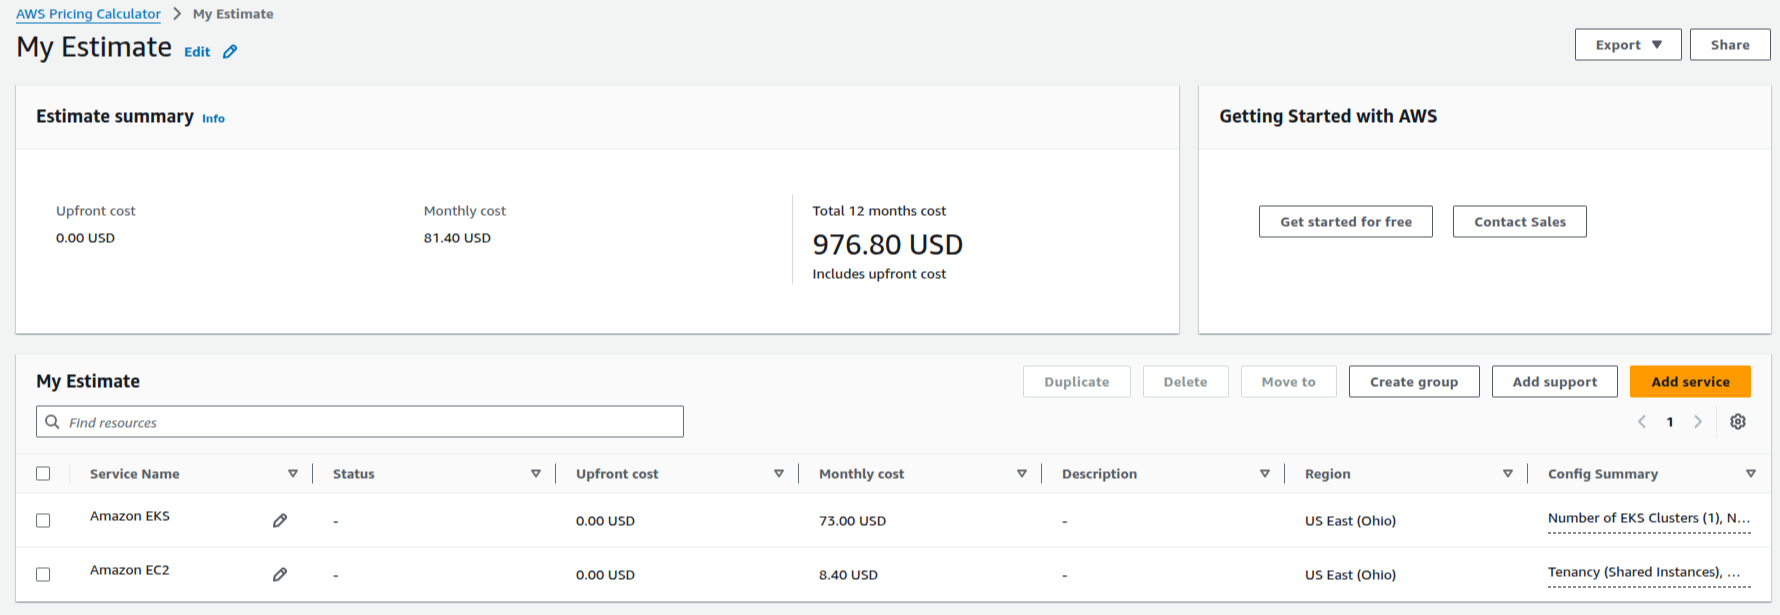 AWS Pricing Calculator > My Estimate
My Estimate Edit
Export ▼ Share
Estimate summary Info
Getting Started with AWS
Upfront cost
0.00 USD
Monthly cost
81.40 USD
Total 12 months cost
976.80 USD
Includes upfront cost
Get started for free Contact Sales
My Estimate
Duplicate Delete Move to Create group Add support Add service
Find resources
< 1 >
Service Name Status Upfront cost Monthly cost Description Region Config Summary
Amazon EKS - 0.00 USD 73.00 USD - US East (Ohio) Number of EKS Clusters (1), N...
Amazon EC2 - 0.00 USD 8.40 USD - US East (Ohio) Tenancy (Shared Instances), ...